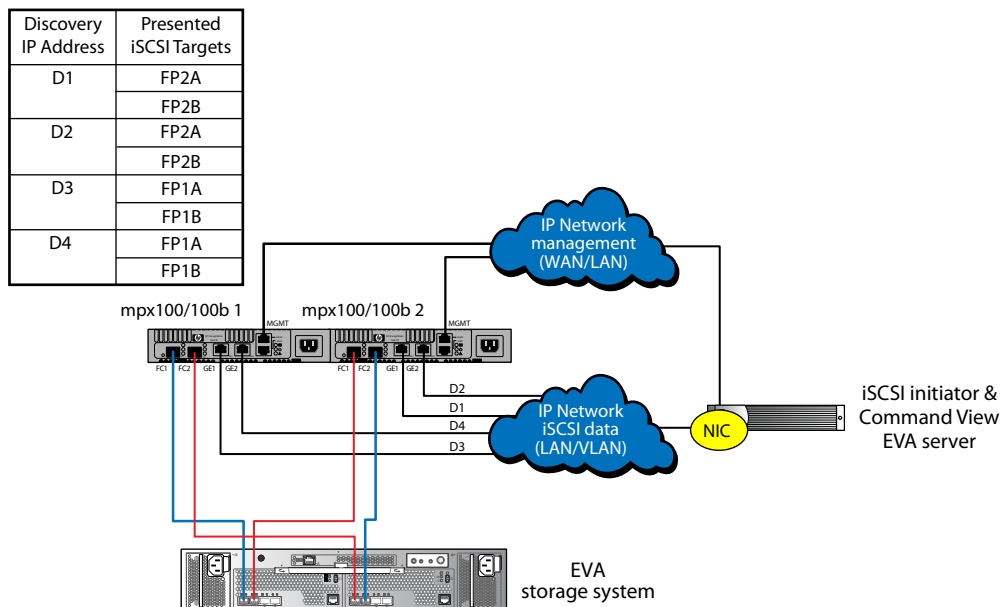 Discovery IP Address
Presented iSCSI Targets
D1
FP2A
FP2B
D2
FP2A
FP2B
D3
FP1A
FP1B
D4
FP1A
FP1B
IP Network
management
(WAN/LAN)
mpx100/100b 1
mpx100/100b 2
MGMT
MGMT
FC1 FC2 GE1 GE2
FC1 FC2 GE1 GE2
D2
D1
D4
D3
IP Network
iSCSI data
(LAN/VLAN)
NIC
iSCSI initiator &
Command View
EVA server
EVA
storage system